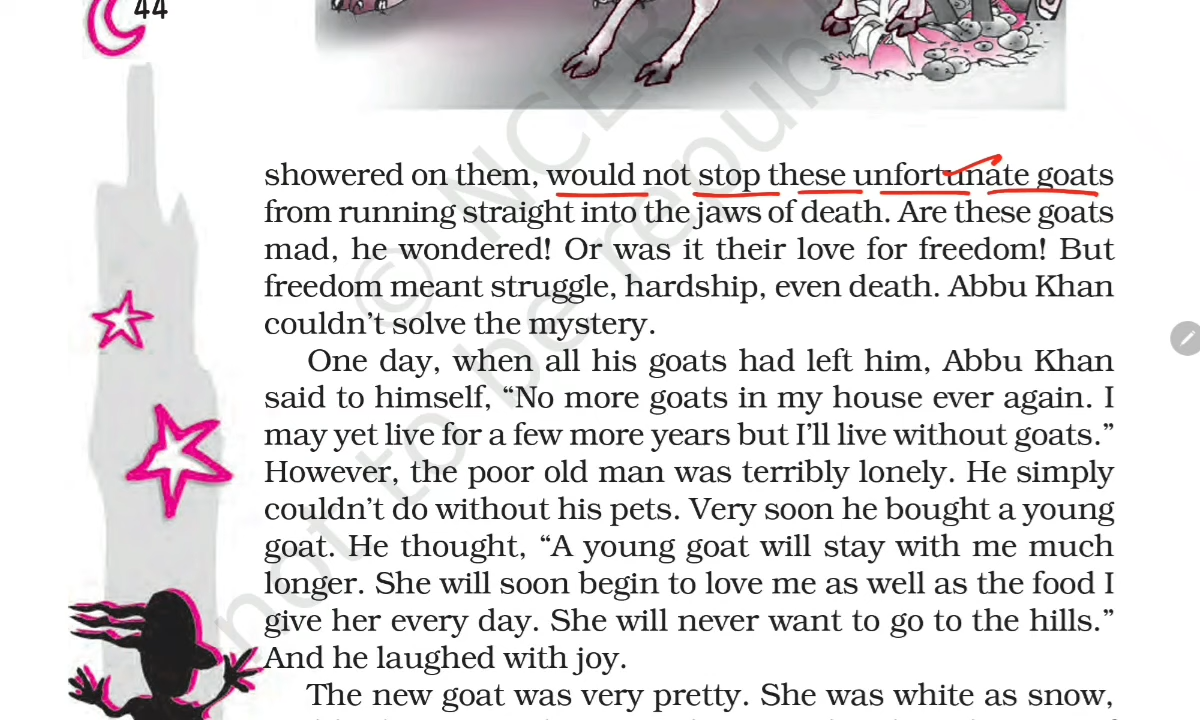 44
showered on them, would not stop these unfortunate goats
from running straight into the jaws of death. Are these goats
mad, he wondered! Or was it their love for freedom! But
freedom meant struggle, hardship, even death. Abbu Khan
couldn’t solve the mystery.
One day, when all his goats had left him, Abbu Khan
said to himself, “No more goats in my house ever again. I
may yet live for a few more years but I’ll live without goats.”
However, the poor old man was terribly lonely. He simply
couldn’t do without his pets. Very soon he bought a young
goat. He thought, “A young goat will stay with me much
longer. She will soon begin to love me as well as the food I
give her every day. She will never want to go to the hills.”
And he laughed with joy.
The new goat was very pretty. She was white as snow,
© NCER
not to be republ